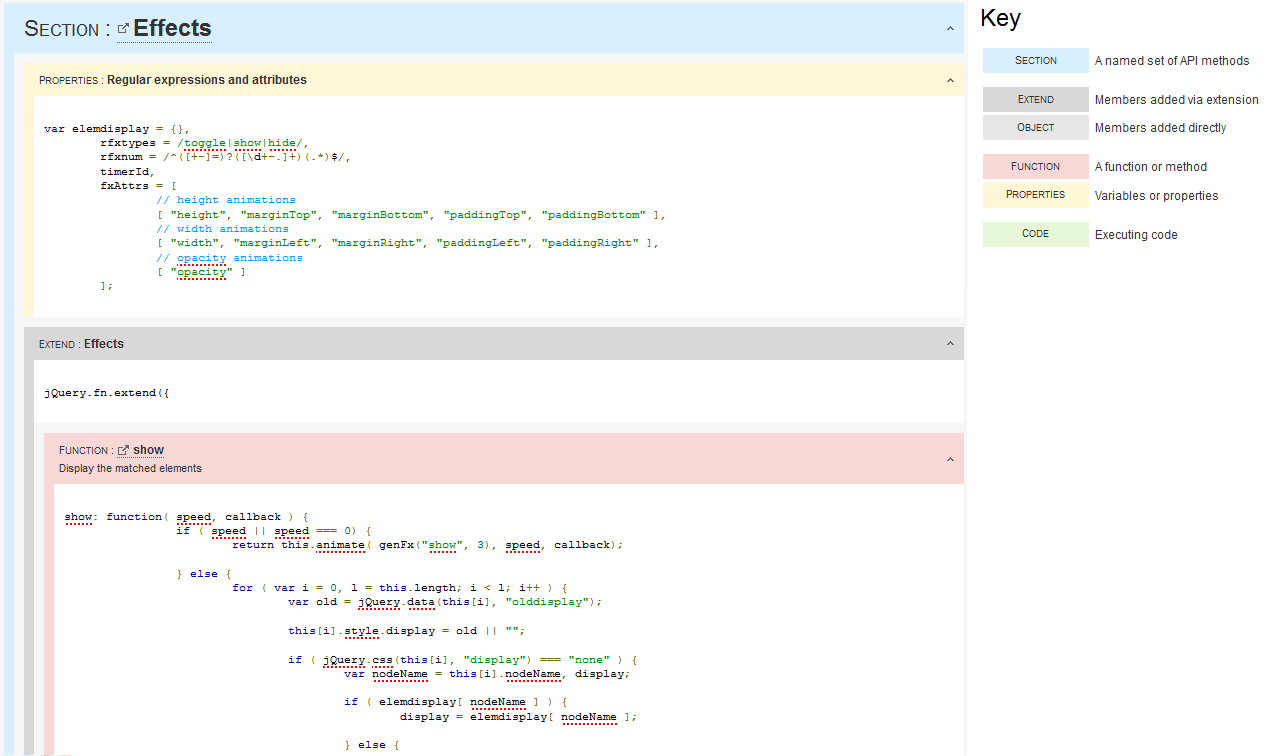 SECTION : Effects
PROPERTIES : Regular expressions and attributes
var elemdisplay = {},
rfxtypes = /toggle|show|hide/,
rfxnum = /^([+-]=)?([\d+-.]+)(.*)$/,
timerId,
fxAttrs = [
// height animations
[ "height", "marginTop", "marginBottom", "paddingTop", "paddingBottom" ],
// width animations
[ "width", "marginLeft", "marginRight", "paddingLeft", "paddingRight" ],
// opacity animations
[ "opacity" ]
];
EXTEND : Effects
jQuery.fn.extend({
FUNCTION : show
Display the matched elements
show: function( speed, callback ) {
if ( speed || speed === 0) {
return this.animate( genFx("show", 3), speed, callback);
} else {
for ( var i = 0, l = this.length; i < l; i++ ) {
var old = jQuery.data(this[i], "olddisplay");
this[i].style.display = old || "";
if ( jQuery.css(this[i], "display") === "none" ) {
var nodeName = this[i].nodeName, display;
if ( elemdisplay[ nodeName ] ) {
display = elemdisplay[ nodeName ];
} else {
Key
SECTION A named set of API methods
EXTEND Members added via extension
OBJECT Members added directly
FUNCTION A function or method
PROPERTIES Variables or properties
CODE Executing code